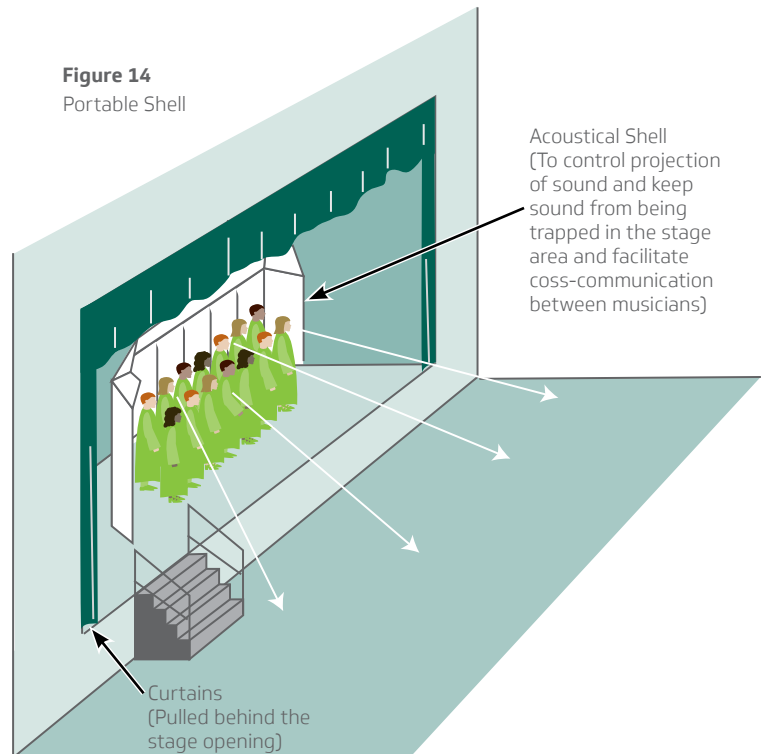 Figure 14
Portable Shell
Acoustical Shell
(To control projection
of sound and keep
sound from being
trapped in the stage
area and facilitate
coss-communication
between musicians)
Curtains
(Pulled behind the
stage opening)